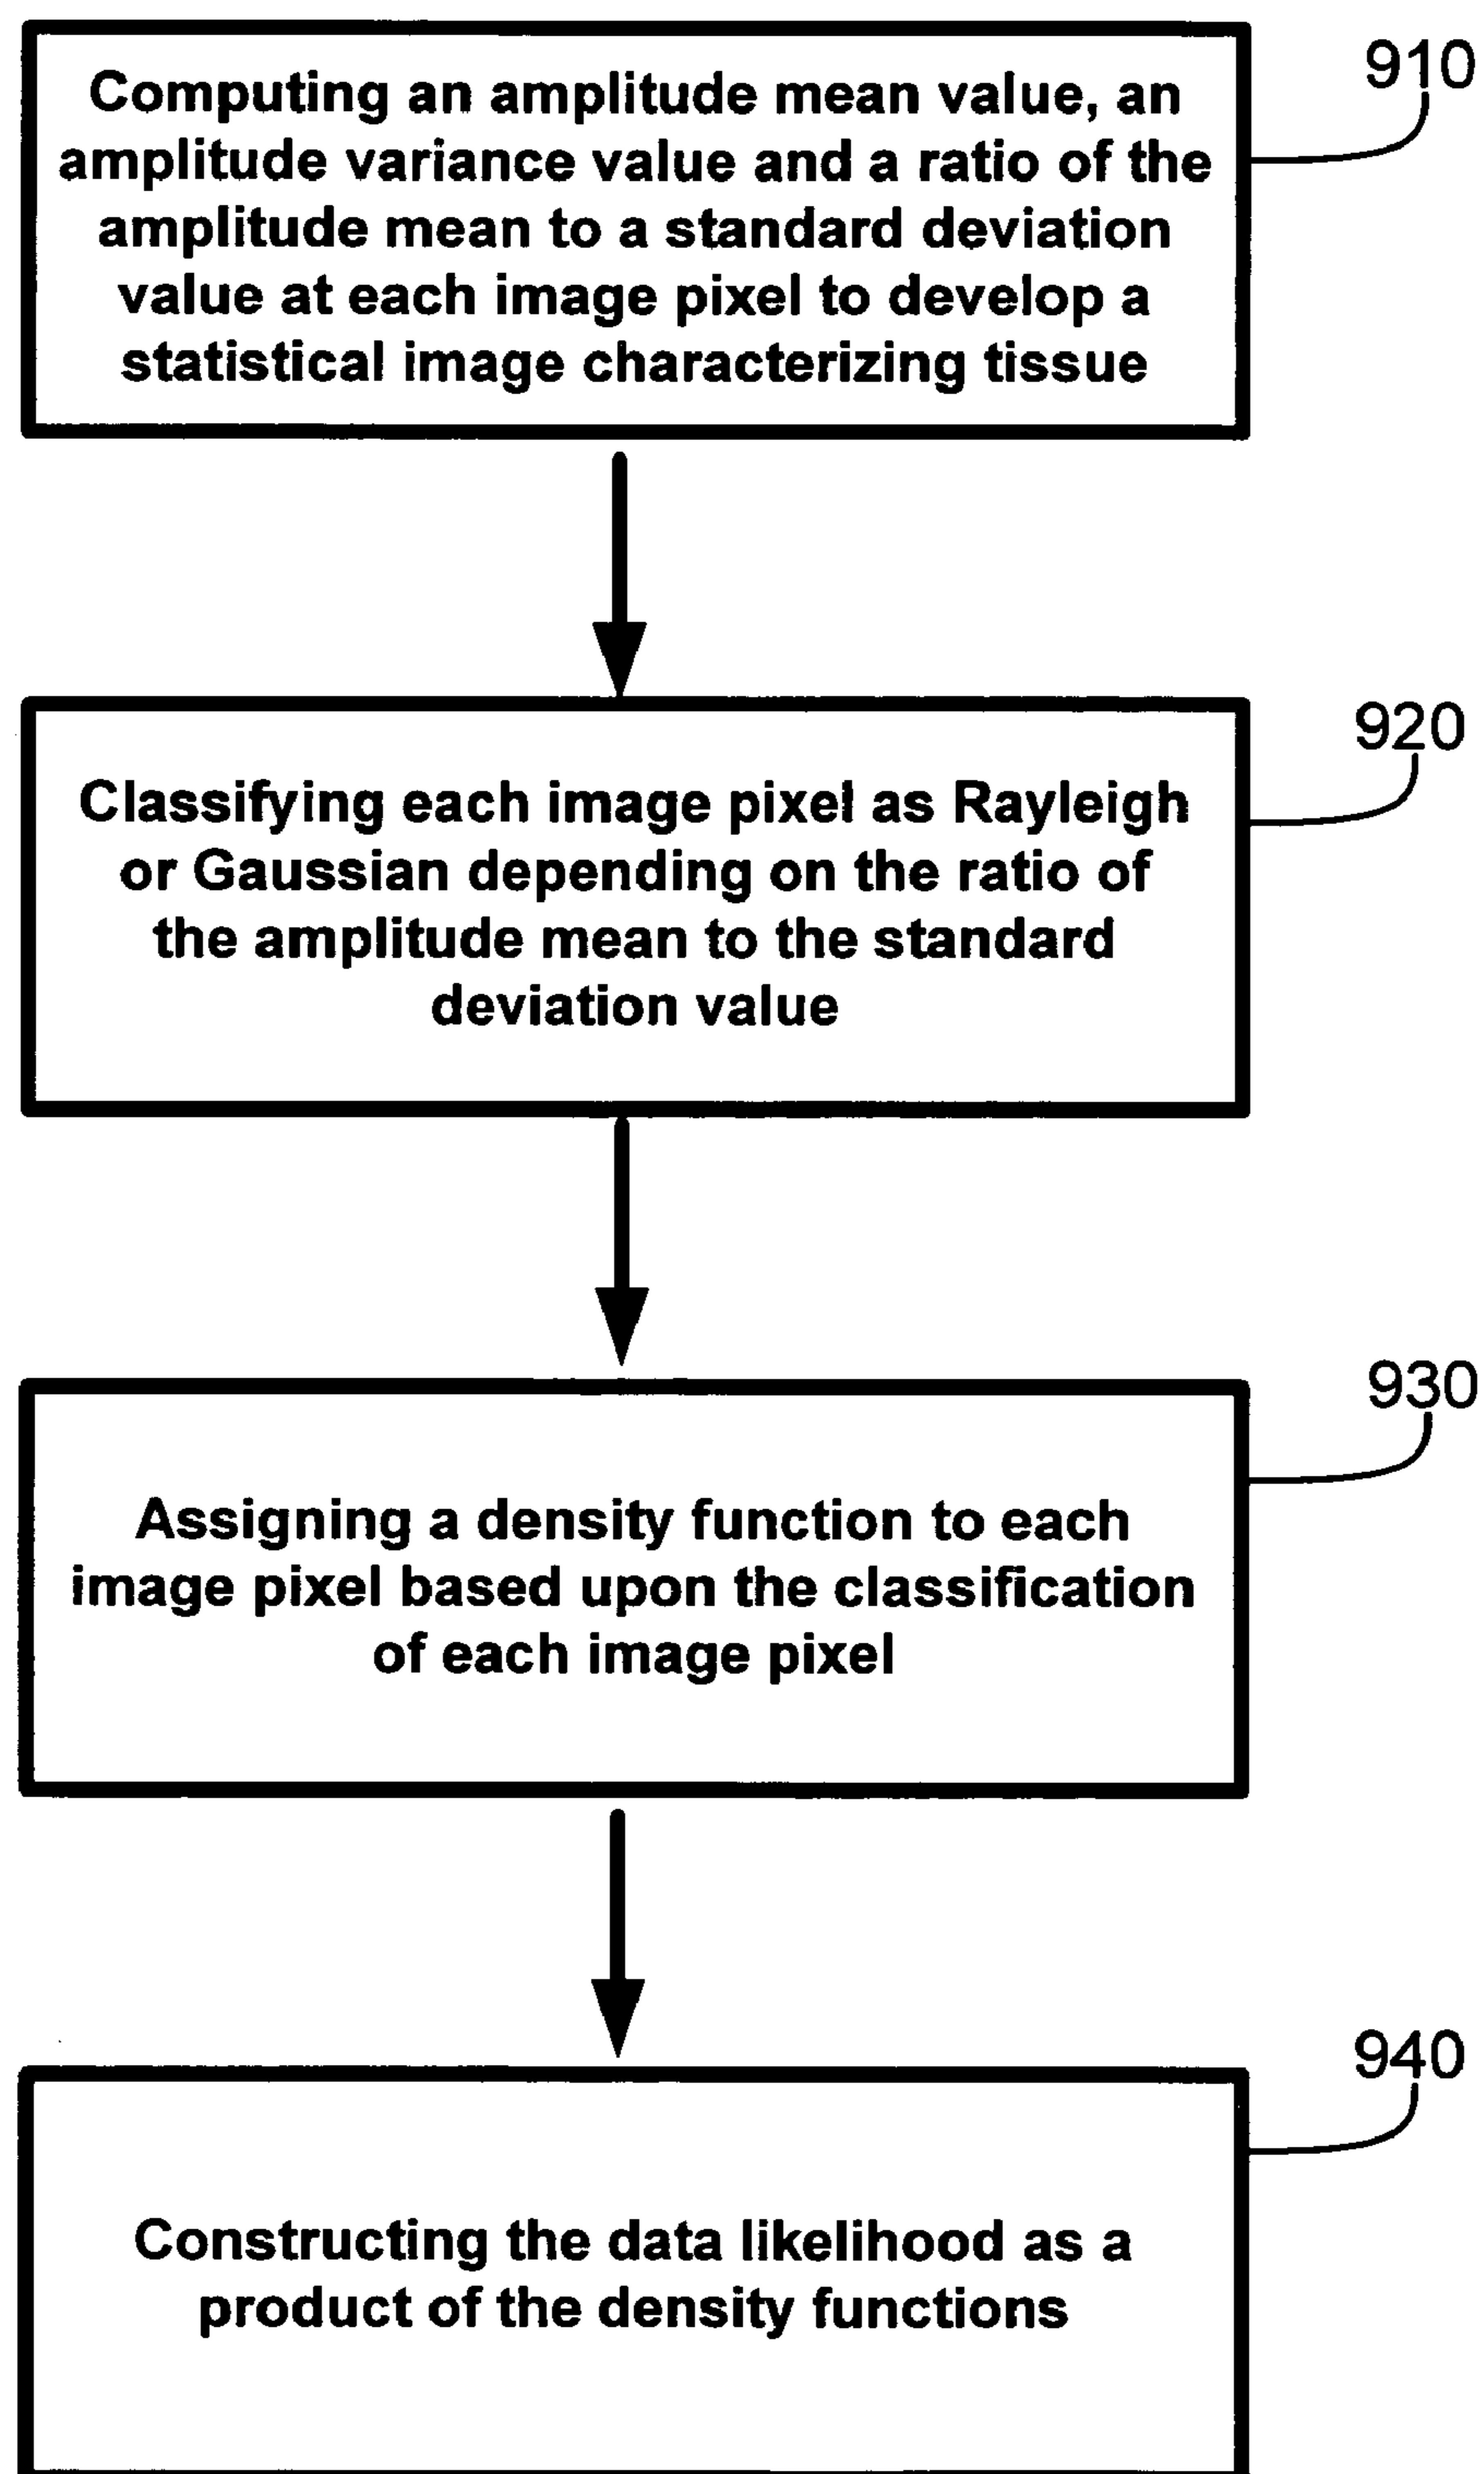 Computing an amplitude mean value, an
amplitude variance value and a ratio of the
amplitude mean to a standard deviation
value at each image pixel to develop a
statistical image characterizing tissue
910
Classifying each image pixel as Rayleigh
or Gaussian depending on the ratio of
the amplitude mean to the standard
deviation value
920
Assigning a density function to each
image pixel based upon the classification
of each image pixel
930
Constructing the data likelihood as a
product of the density functions
940